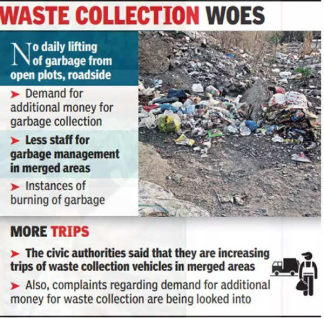 WASTE COLLECTION WOES
No daily lifting
of garbage from
open plots, roadside
➤ Demand for
additional money for
garbage collection
➤ Less staff for
garbage management
in merged areas
➤ Instances of
burning of garbage
MORE TRIPS
➤ The civic authorities said that they are increasing
trips of waste collection vehicles in merged areas
➤ Also, complaints regarding demand for additional
money for waste collection are being looked into